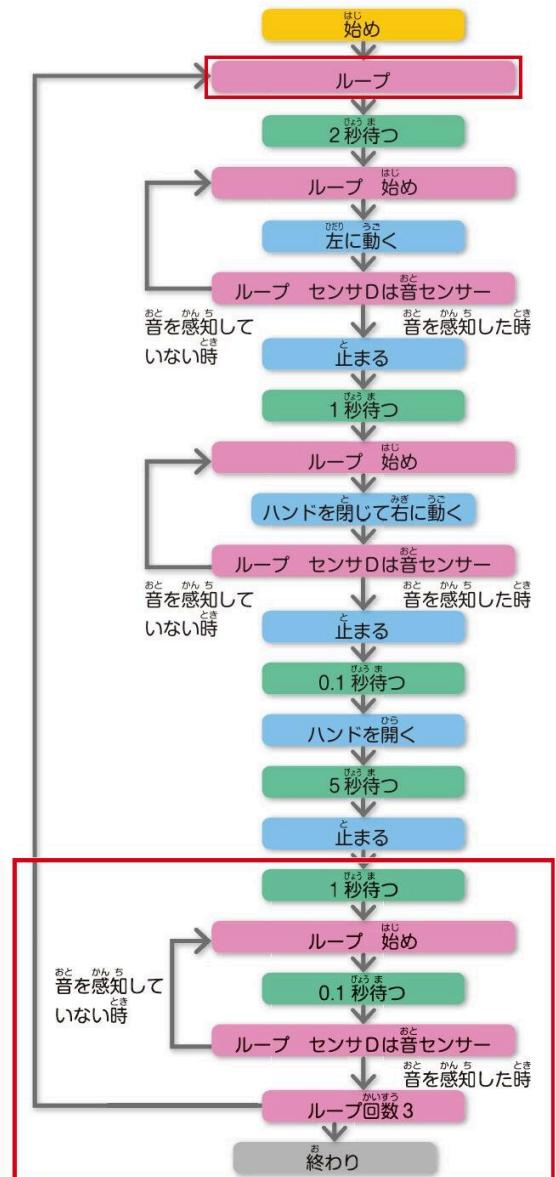 始め
ループ
2秒待つ
ループ 始め
左に動く
ループ センサDは音センサー
音を感知して
いない時
音を感知した時
止まる
1秒待つ
ループ 始め
ハンドを閉じて右に動く
ループ センサDは音センサー
音を感知して
いない時
音を感知した時
止まる
0.1秒待つ
ハンドを開く
5秒待つ
止まる
1秒待つ
ループ 始め
音を感知して
いない時
0.1秒待つ
ループ センサDは音センサー
音を感知した時
ループ回数3
終わり